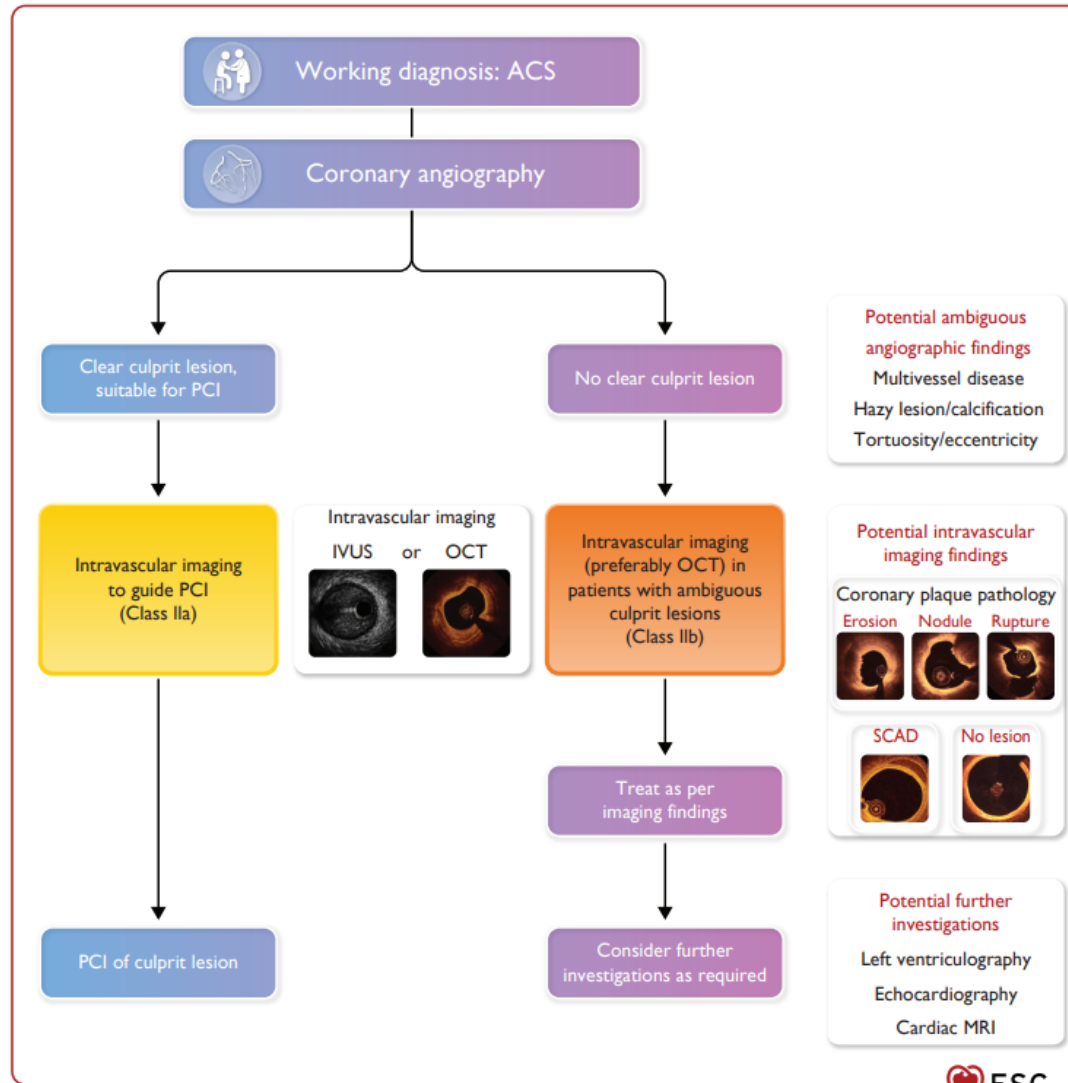 Working diagnosis: ACS
Coronary angiography
Clear culprit lesion,
suitable for PCI
No clear culprit lesion
Potential ambiguous
angiographic findings
Multivessel disease
Hazy lesion/calcification
Tortuosity/eccentricity
Intravascular imaging
to guide PCI
(Class IIa)
Intravascular imaging
IVUS or OCT
Intravascular imaging
(preferably OCT) in
patients with ambiguous
culprit lesions
(Class IIb)
Potential intravascular
imaging findings
Coronary plaque pathology
Erosion Nodule Rupture
SCAD No lesion
Treat as per
imaging findings
PCI of culprit lesion
Consider further
investigations as required
Potential further
investigations
Left ventriculography
Echocardiography
Cardiac MRI
ESC